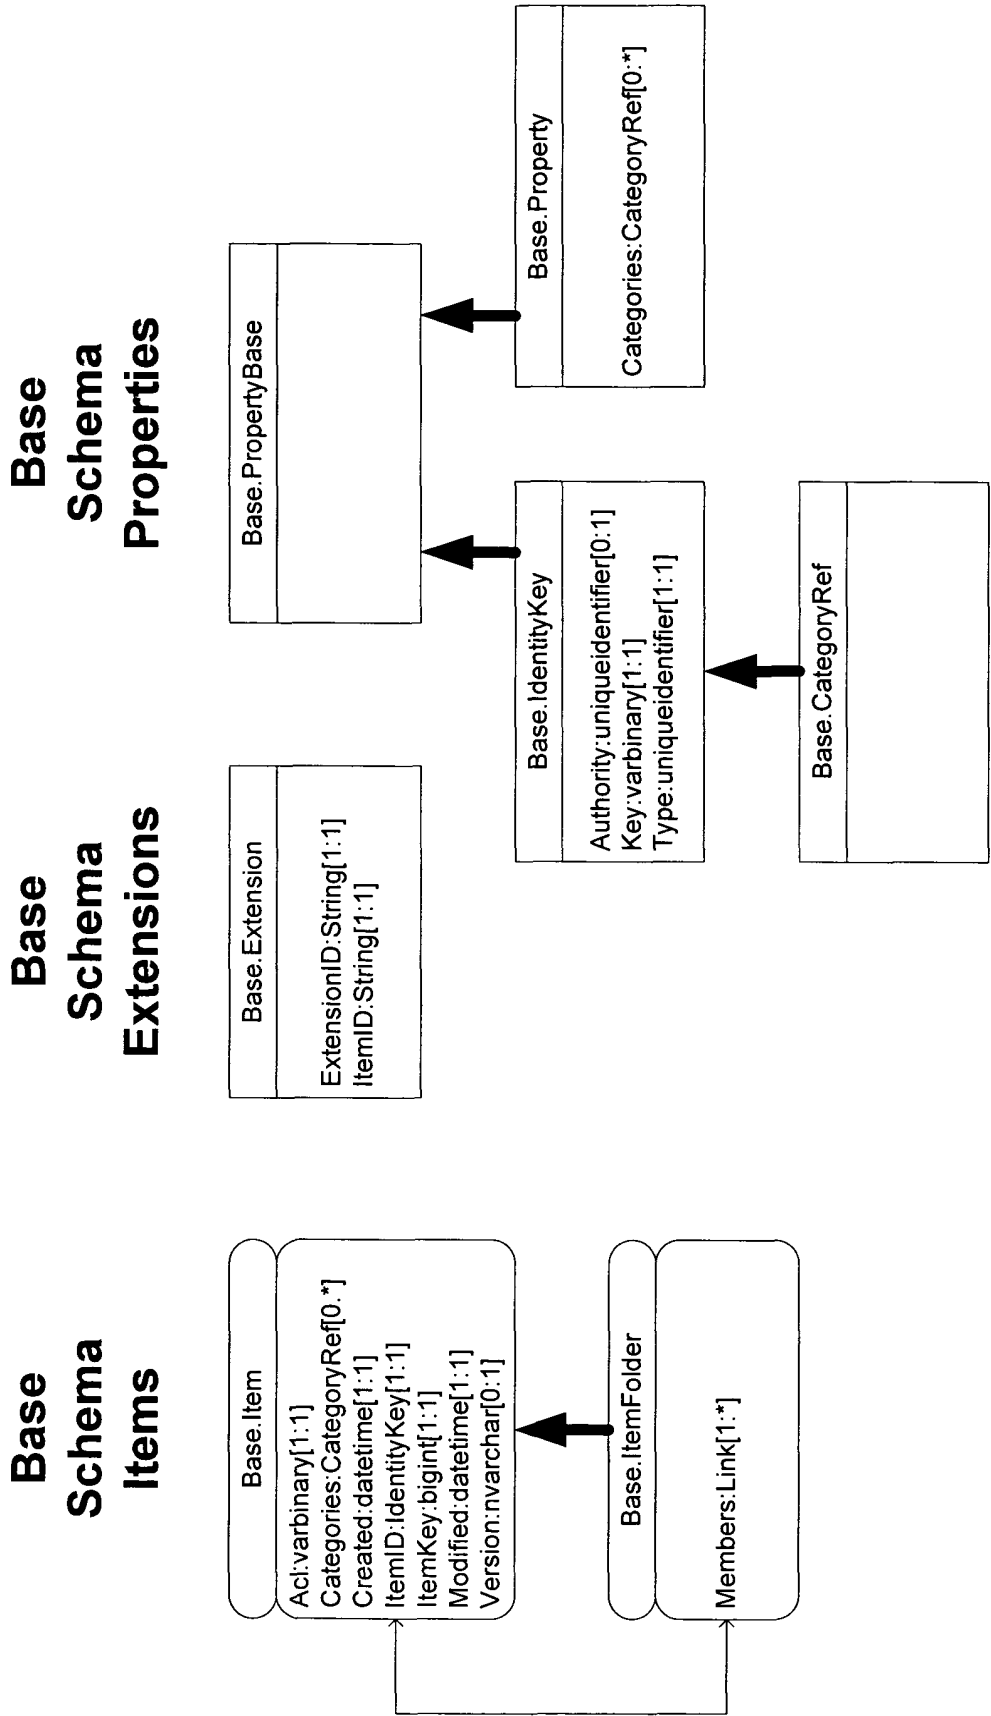 Base
Schema
Items
Base.Item
Acl:varbinary[1:1]
Categories:CategoryRef[0.*]
Created:datetime[1:1]
ItemID:IdentityKey[1:1]
ItemKey:bigint[1:1]
Modified:datetime[1:1]
Version:nvarchar[0:1]
Base.ItemFolder
Members:Link[1:*]
Base
Schema
Extensions
Base.Extension
ExtensionID:String[1:1]
ItemID:String[1:1]
Base
Schema
Properties
Base.PropertyBase
Base.IdentityKey
Authority:uniqueidentifier[0:1]
Key:varbinary[1:1]
Type:uniqueidentifier[1:1]
Base.Property
Categories:CategoryRef[0:*]
Base.CategoryRef